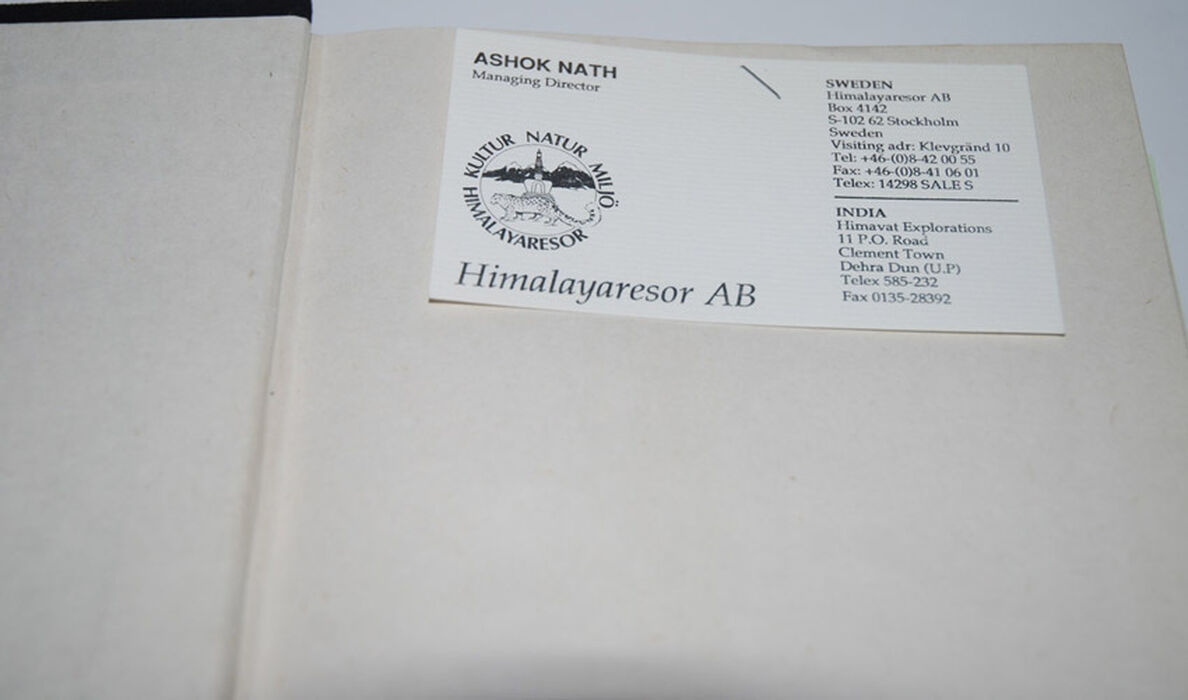 ASHOK NATH
Managing Director
KULTUR NATUR MILJÖ
HIMALAYARESOR
Himalayaresor AB
SWEDEN
Himalayaresor AB
Box 4142
S-102 62 Stockholm
Sweden
Visiting adr: Klevgränd 10
Tel: +46-(0)8-42 00 55
Fax: +46-(0)8-41 06 01
Telex: 14298 SALE S
INDIA
Himavat Explorations
11 P.O. Road
Clement Town
Dehra Dun (U.P)
Telex 585-232
Fax 0135-28392